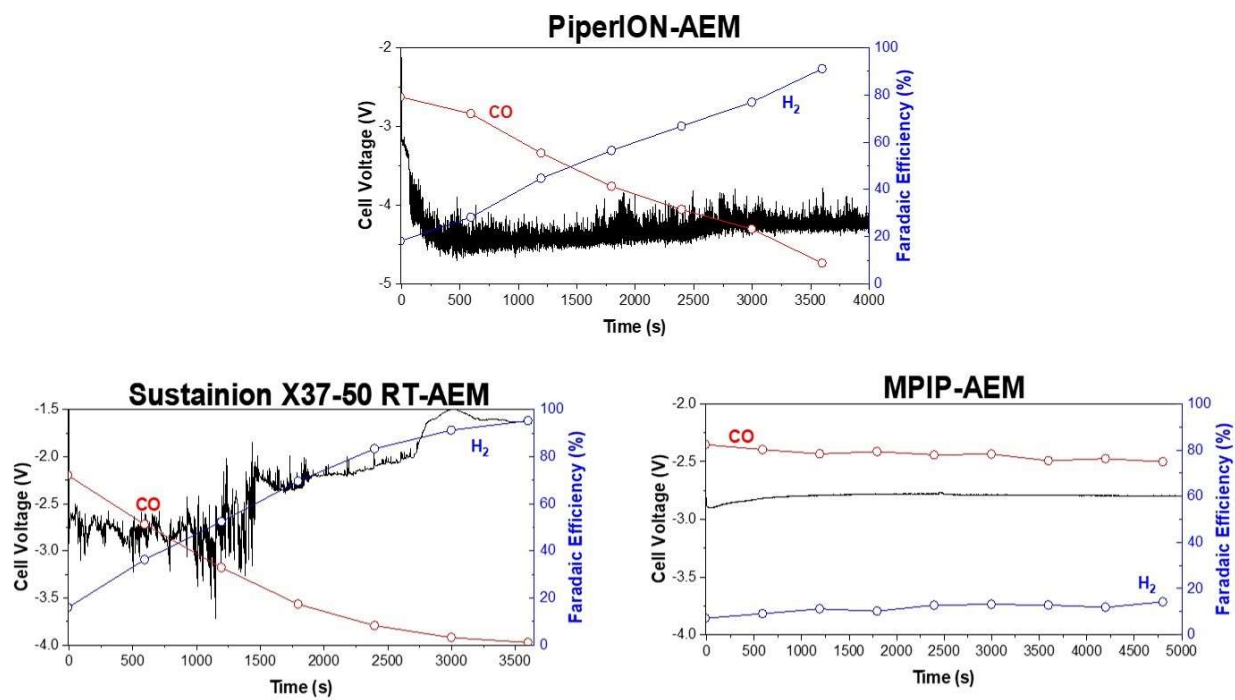 PiperION-AEM
-2
-3
-4
-5
Cell Voltage (V)
CO
H2
100
80
60
40
20
0
Faradaic Efficiency (%)
0 500 1000 1500 2000 2500 3000 3500 4000
Time (s)
Sustainion X37-50 RT-AEM
-1.5
-2.0
-2.5
-3.0
-3.5
-4.0
Cell Voltage (V)
CO
H2
100
80
60
40
20
0
Faradaic Efficiency (%)
0 500 1000 1500 2000 2500 3000 3500
Time (s)
MPIP-AEM
-2.0
-2.5
-3.0
-3.5
-4.0
Cell Voltage (V)
CO
H2
100
80
60
40
20
0
Faradaic Efficiency (%)
0 500 1000 1500 2000 2500 3000 3500 4000 4500 5000
Time (s)